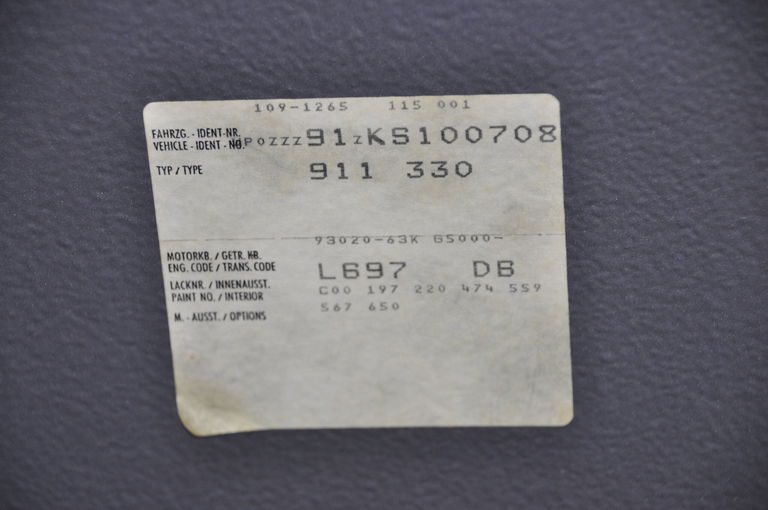 109-1265 115 001
FAHRZG. - IDENT-NR.
VEHICLE - IDENT - NO. WP0ZZZ91ZKS100708
TYP / TYPE 911 330
93020-63K G5000-
MOTORKB. / GETR. KB.
ENG. CODE / TRANS. CODE L697 DB
LACKNR. / INNENAUSST. C00 197 220 474 559
PAINT NO. / INTERIOR 567 650
M. - AUSST. / OPTIONS